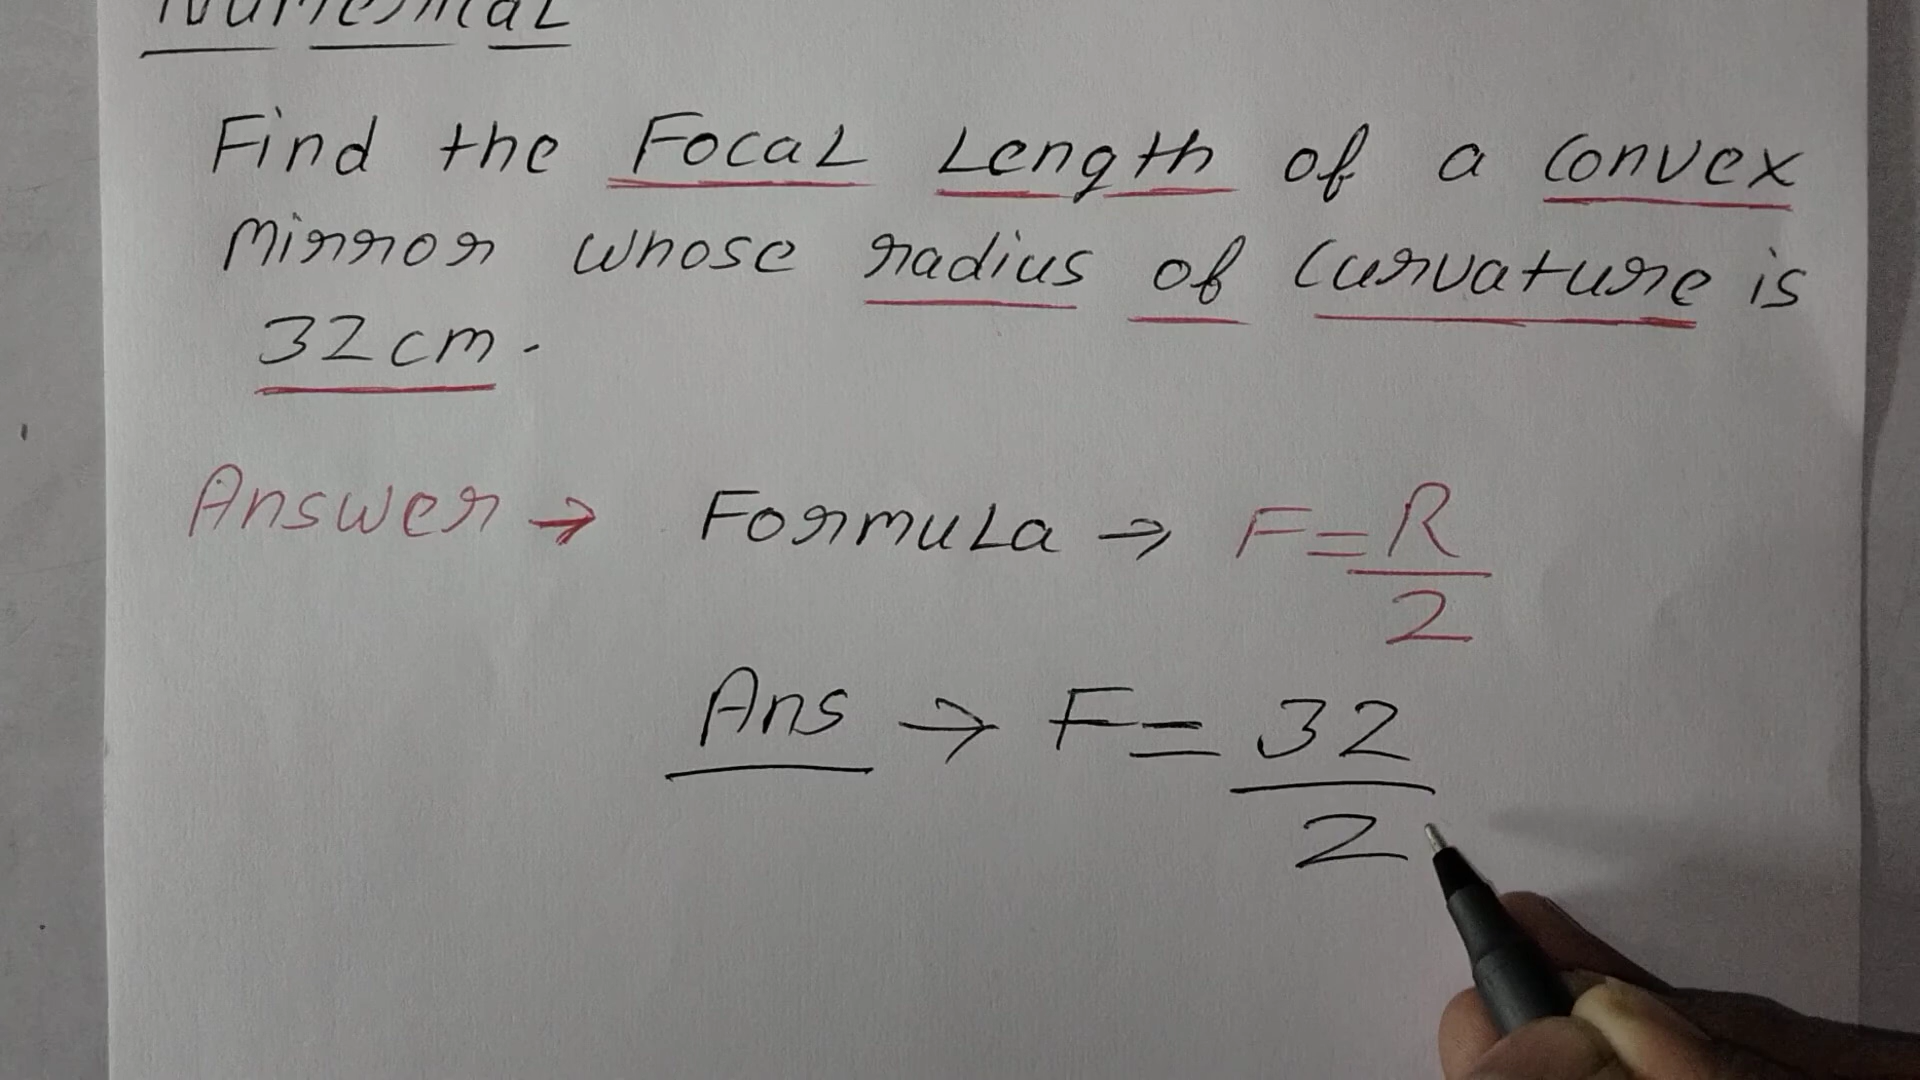 Numerical
Find the Focal Length of a convex
mirror whose radius of curvature is
32 cm.
Answer → Formula → F = R/2
Ans → F = 32/2